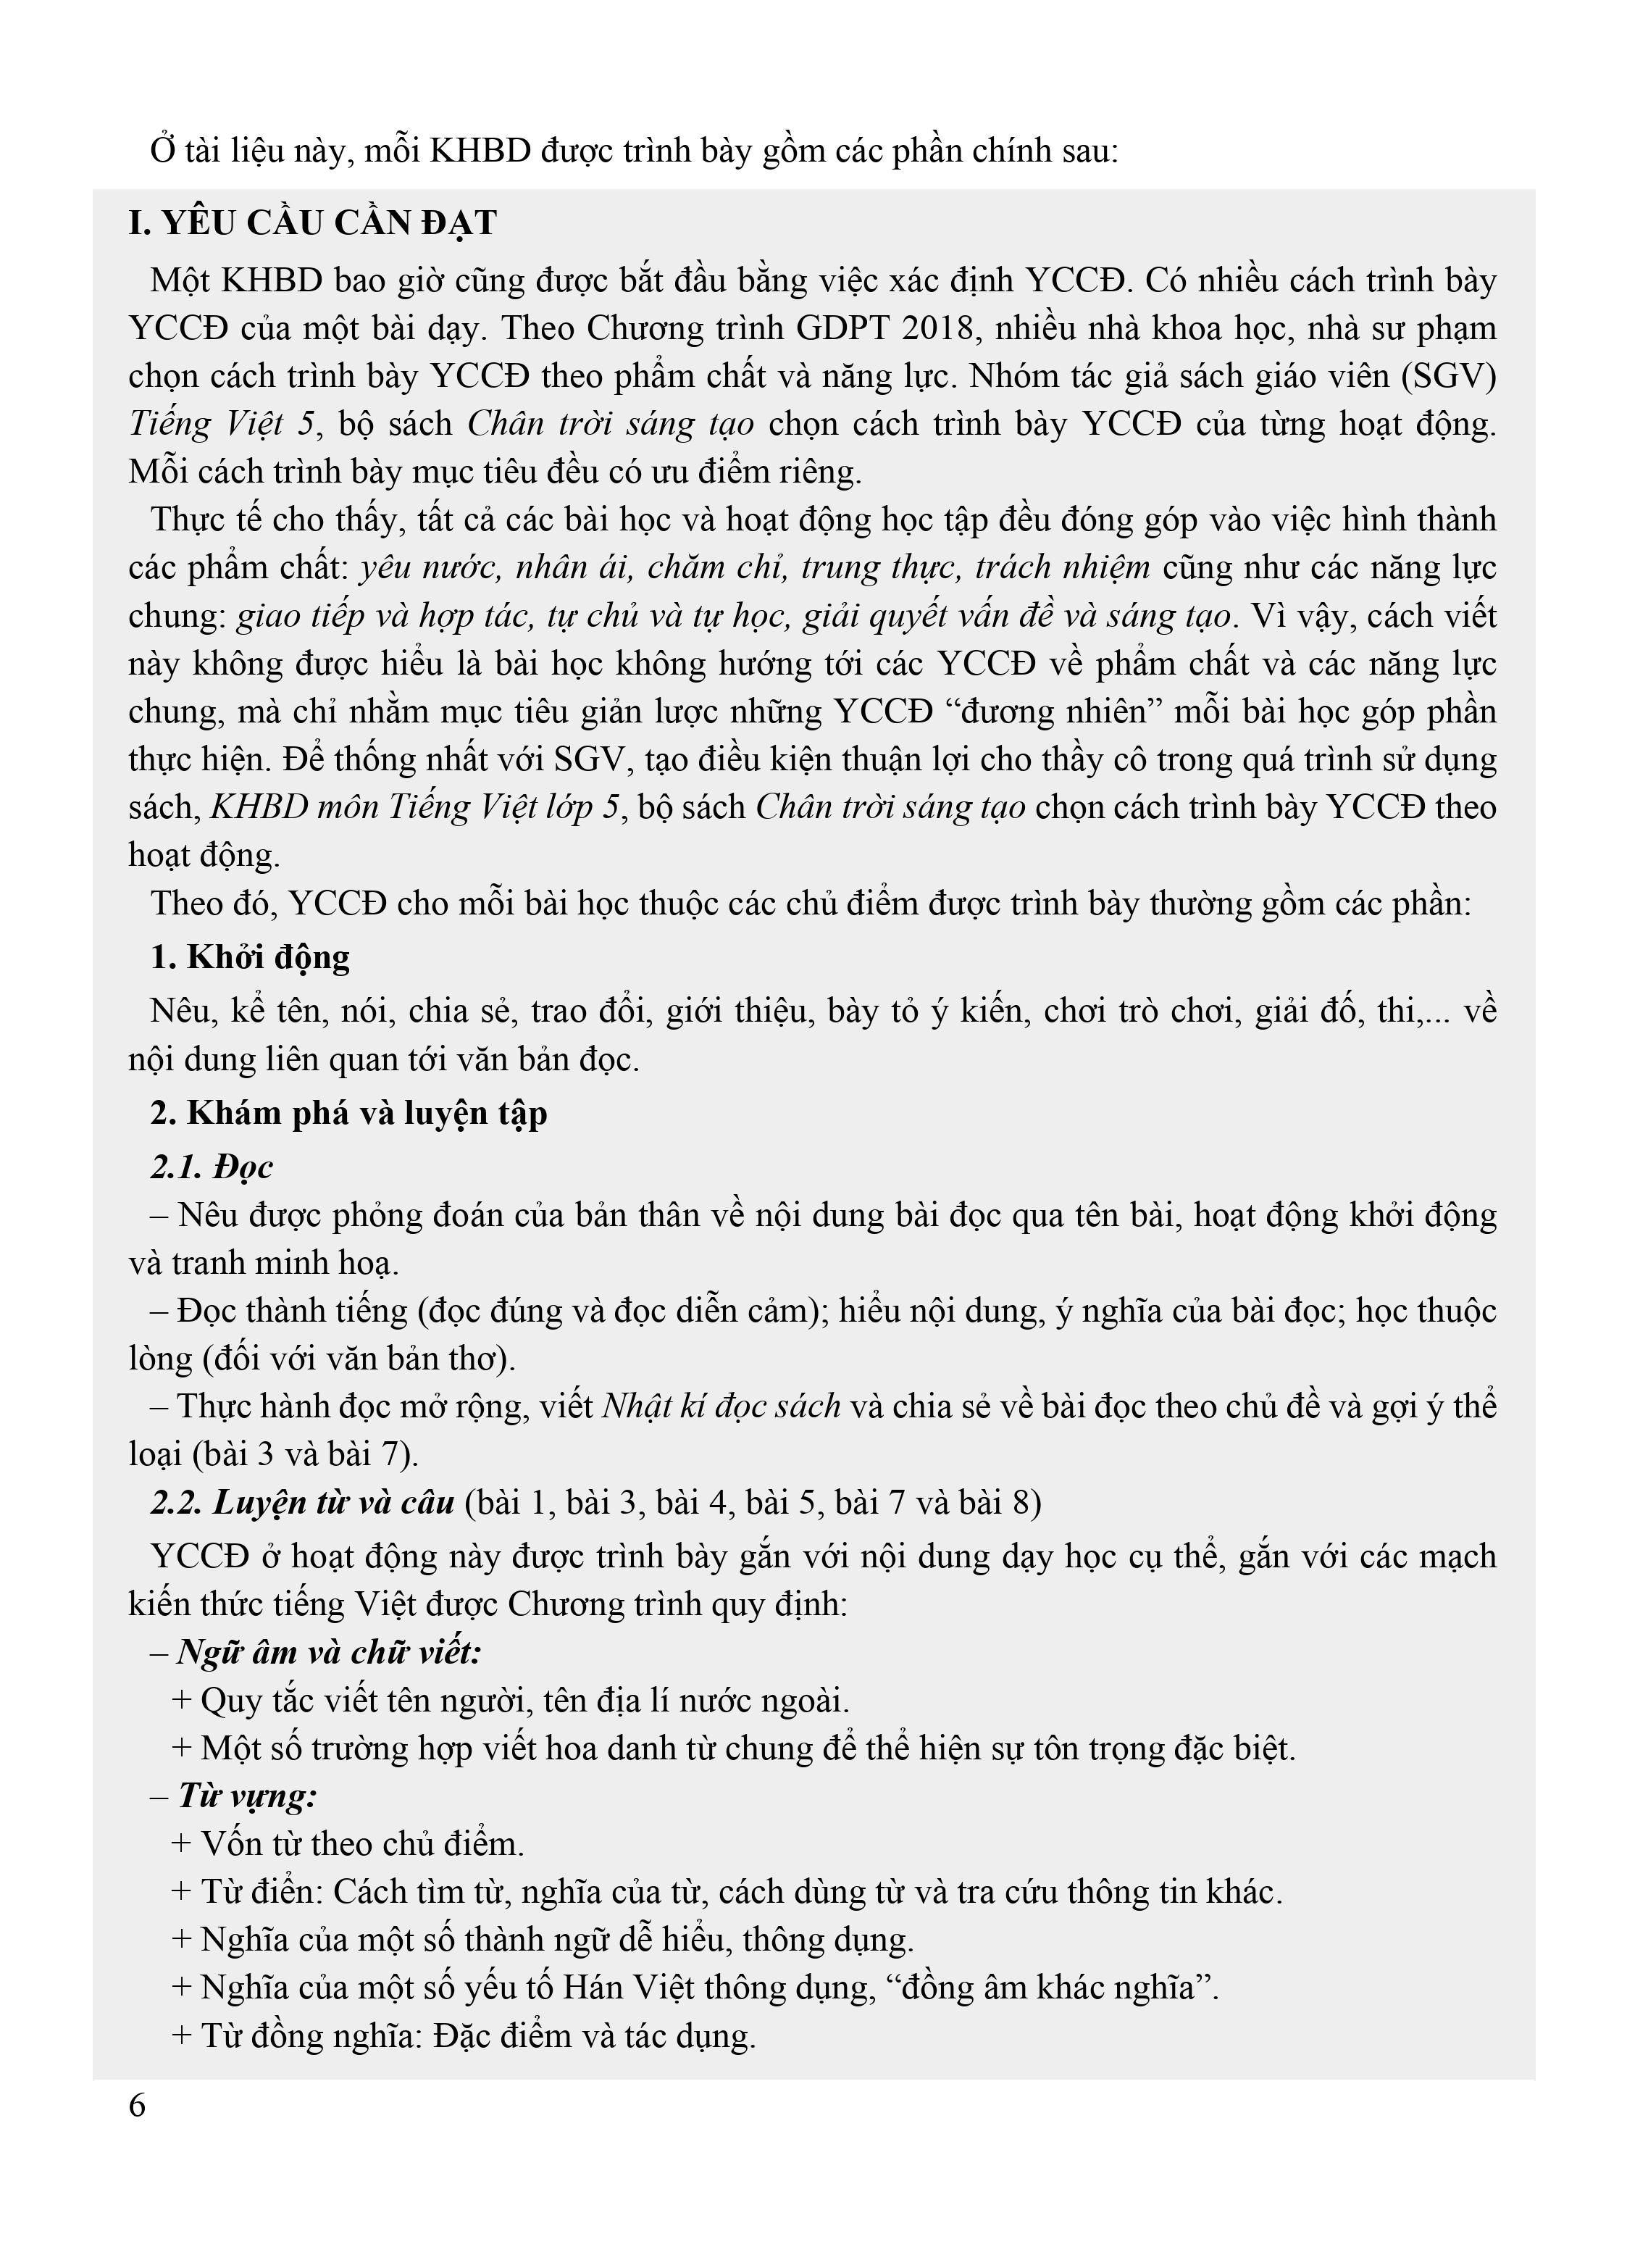 Ở tài liệu này, mỗi KHBD được trình bày gồm các phần chính sau:
I. YÊU CẦU CẦN ĐẠT
Một KHBD bao giờ cũng được bắt đầu bằng việc xác định YCCĐ. Có nhiều cách trình bày
YCCĐ của một bài dạy. Theo Chương trình GDPT 2018, nhiều nhà khoa học, nhà sư phạm
chọn cách trình bày YCCĐ theo phẩm chất và năng lực. Nhóm tác giả sách giáo viên (SGV)
Tiếng Việt 5, bộ sách Chân trời sáng tạo chọn cách trình bày YCCĐ của từng hoạt động.
Mỗi cách trình bày mục tiêu đều có ưu điểm riêng.
Thực tế cho thấy, tất cả các bài học và hoạt động học tập đều đóng góp vào việc hình thành
các phẩm chất: yêu nước, nhân ái, chăm chỉ, trung thực, trách nhiệm cũng như các năng lực
chung: giao tiếp và hợp tác, tự chủ và tự học, giải quyết vấn đề và sáng tạo. Vì vậy, cách viết
này không được hiểu là bài học không hướng tới các YCCĐ về phẩm chất và các năng lực
chung, mà chỉ nhằm mục tiêu giản lược những YCCĐ “đương nhiên” mỗi bài học góp phần
thực hiện. Để thống nhất với SGV, tạo điều kiện thuận lợi cho thầy cô trong quá trình sử dụng
sách, KHBD môn Tiếng Việt lớp 5, bộ sách Chân trời sáng tạo chọn cách trình bày YCCĐ theo
hoạt động.
Theo đó, YCCĐ cho mỗi bài học thuộc các chủ điểm được trình bày thường gồm các phần:
1. Khởi động
Nêu, kể tên, nói, chia sẻ, trao đổi, giới thiệu, bày tỏ ý kiến, chơi trò chơi, giải đố, thi,... về
nội dung liên quan tới văn bản đọc.
2. Khám phá và luyện tập
2.1. Đọc
– Nêu được phỏng đoán của bản thân về nội dung bài đọc qua tên bài, hoạt động khởi động
và tranh minh hoạ.
– Đọc thành tiếng (đọc đúng và đọc diễn cảm); hiểu nội dung, ý nghĩa của bài đọc; học thuộc
lòng (đối với văn bản thơ).
– Thực hành đọc mở rộng, viết Nhật kí đọc sách và chia sẻ về bài đọc theo chủ đề và gợi ý thể
loại (bài 3 và bài 7).
2.2. Luyện từ và câu (bài 1, bài 3, bài 4, bài 5, bài 7 và bài 8)
YCCĐ ở hoạt động này được trình bày gắn với nội dung dạy học cụ thể, gắn với các mạch
kiến thức tiếng Việt được Chương trình quy định:
– Ngữ âm và chữ viết:
+ Quy tắc viết tên người, tên địa lí nước ngoài.
+ Một số trường hợp viết hoa danh từ chung để thể hiện sự tôn trọng đặc biệt.
– Từ vựng:
+ Vốn từ theo chủ điểm.
+ Từ điển: Cách tìm từ, nghĩa của từ, cách dùng từ và tra cứu thông tin khác.
+ Nghĩa của một số thành ngữ dễ hiểu, thông dụng.
+ Nghĩa của một số yếu tố Hán Việt thông dụng, “đồng âm khác nghĩa”.
+ Từ đồng nghĩa: Đặc điểm và tác dụng.
6